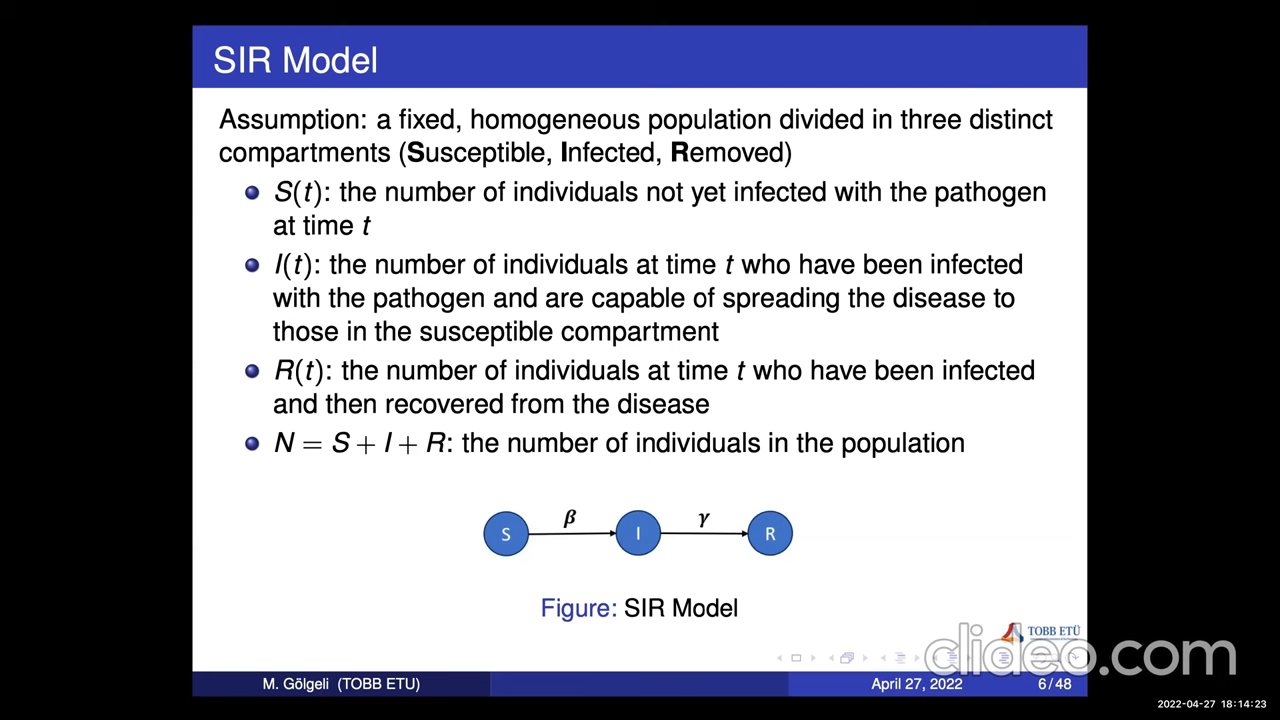 SIR Model
Assumption: a fixed, homogeneous population divided in three distinct
compartments (Susceptible, Infected, Removed)
S(t): the number of individuals not yet infected with the pathogen
at time t
I(t): the number of individuals at time t who have been infected
with the pathogen and are capable of spreading the disease to
those in the susceptible compartment
R(t): the number of individuals at time t who have been infected
and then recovered from the disease
N = S + I + R: the number of individuals in the population
β γ
S I R
Figure: SIR Model
TOBB ETÜ
clideo.com
M. Gölgeli (TOBB ETU) April 27, 2022 6 / 48
2022-04-27 18:14:23